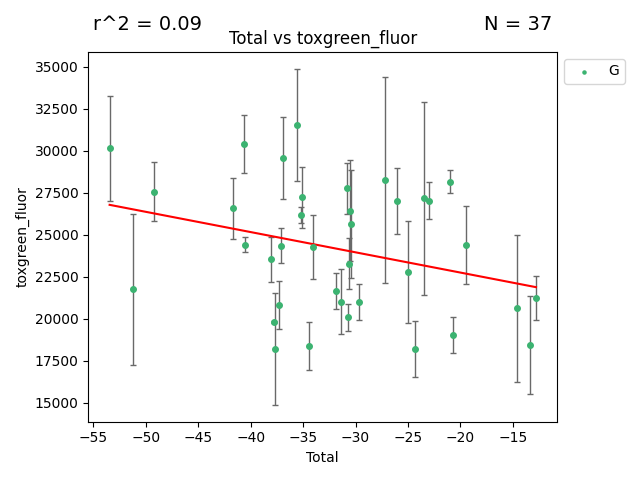 r^2 = 0.09
N = 37
Total vs toxgreen_fluor
G
35000
32500
30000
27500
25000
22500
20000
17500
15000
toxgreen_fluor
−55 −50 −45 −40 −35 −30 −25 −20 −15
Total